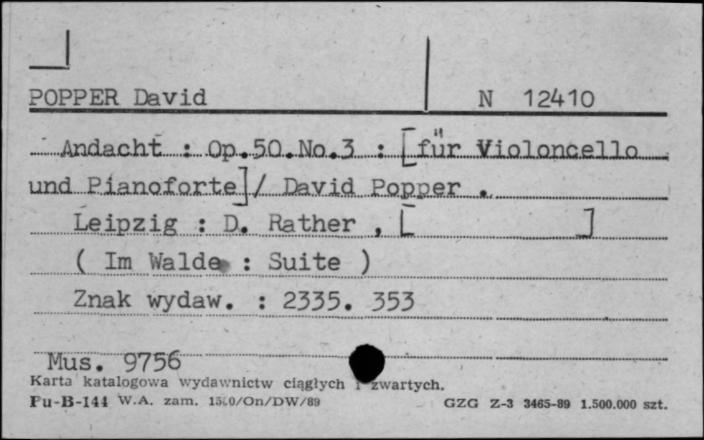 POPPER David N 12410
Andacht : Op.50.No.3 : [für Violoncello
und Pianoforte]/ David Popper .
Leipzig : D. Rather , [ ]
( Im Walde : Suite )
Znak wydaw. : 2335. 353
Mus. 9756
Karta katalogowa wydawnictw ciągłych i zwartych.
Pu-B-144 W.A. zam. 1500/On/DW/89 GZG Z-3 3465-89 1.500.000 szt.